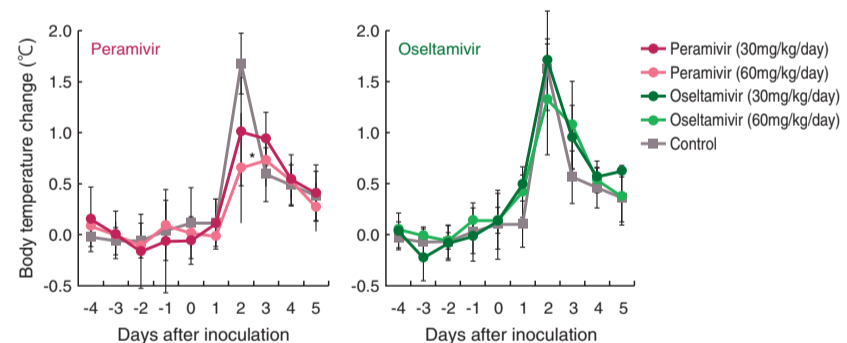 Peramivir
Body temperature change (℃)
2.0
1.5
1.0
0.5
0.0
-0.5
*
-4 -3 -2 -1 0 1 2 3 4 5
Days after inoculation
Oseltamivir
2.0
1.5
1.0
0.5
0.0
-0.5
-4 -3 -2 -1 0 1 2 3 4 5
Days after inoculation
Peramivir (30mg/kg/day)
Peramivir (60mg/kg/day)
Oseltamivir (30mg/kg/day)
Oseltamivir (60mg/kg/day)
Control